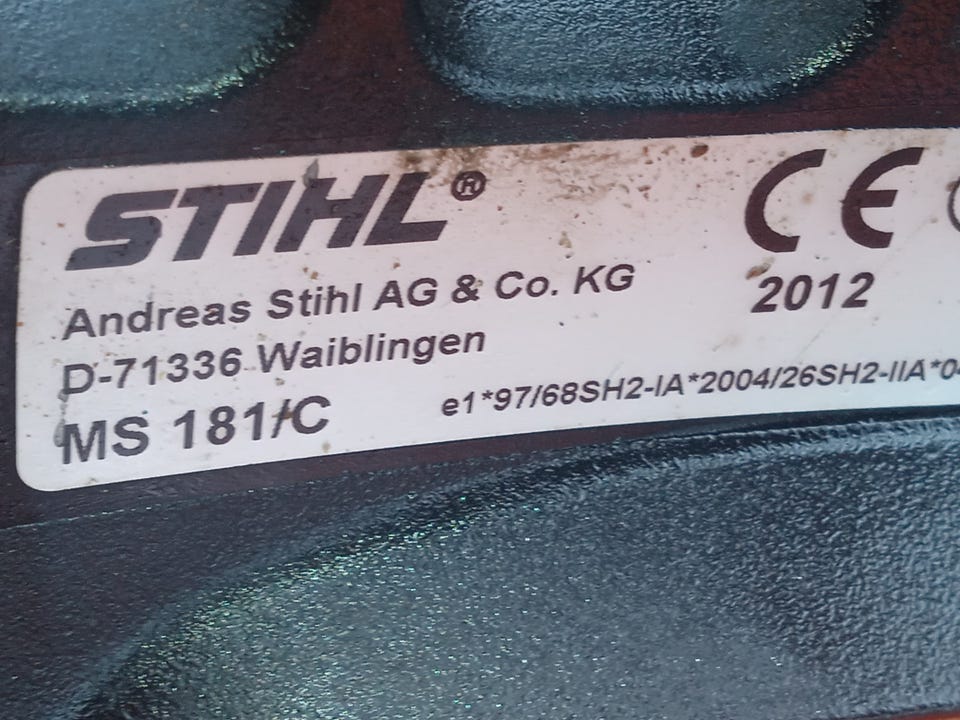 STIHL®
CE
Andreas Stihl AG & Co. KG
2012
D-71336 Waiblingen
MS 181/C
e1*97/68SH2-IA*2004/26SH2-IIA*0